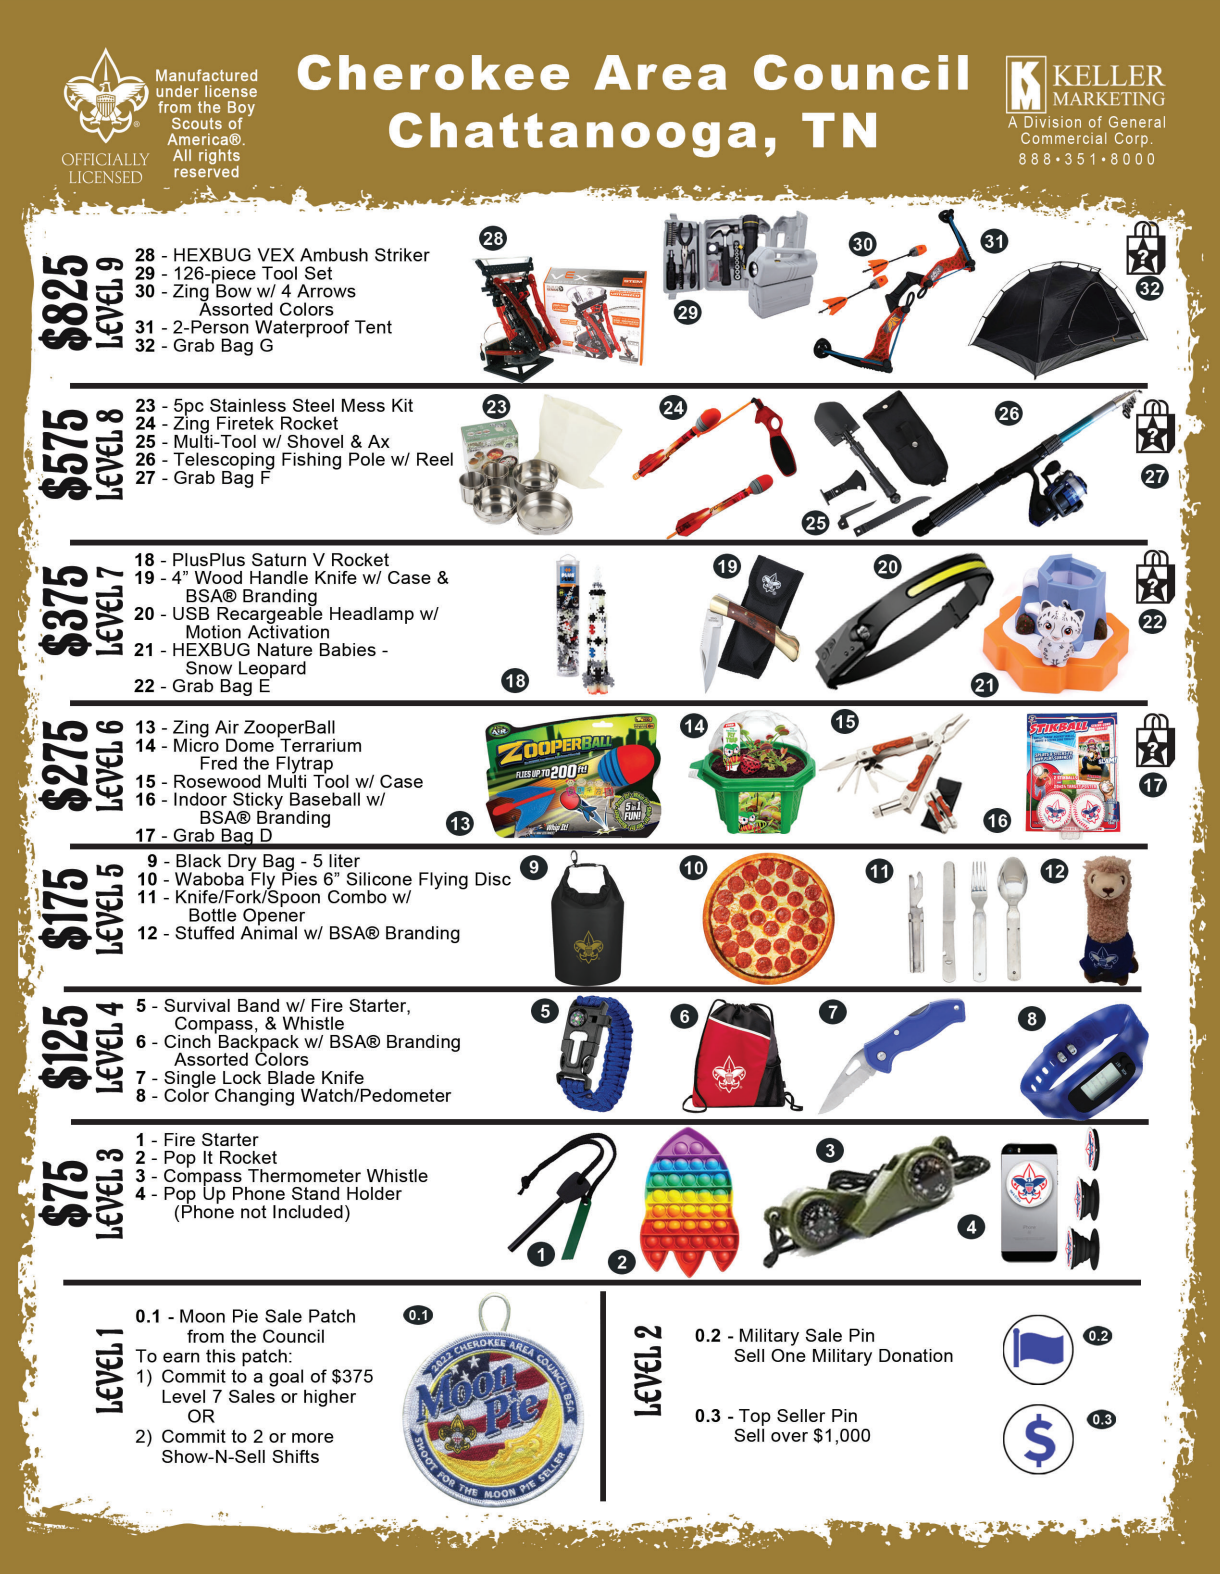 Manufactured
under license
from the Boy
Scouts of
America®.
All rights
reserved
OFFICIALLY
LICENSED
Cherokee Area Council
Chattanooga, TN
KM KELLER
MARKETING
A Division of General
Commercial Corp.
888•351•8000
$825
LEVEL 9
28 - HEXBUG VEX Ambush Striker
29 - 126-piece Tool Set
30 - Zing Bow w/ 4 Arrows
Assorted Colors
31 - 2-Person Waterproof Tent
32 - Grab Bag G
28
VEX
29
30
31
?
32
$575
LEVEL 8
23 - 5pc Stainless Steel Mess Kit
24 - Zing Firetek Rocket
25 - Multi-Tool w/ Shovel & Ax
26 - Telescoping Fishing Pole w/ Reel
27 - Grab Bag F
23
24
25
26
?
27
$375
LEVEL 7
18 - PlusPlus Saturn V Rocket
19 - 4” Wood Handle Knife w/ Case &
BSA® Branding
20 - USB Recargeable Headlamp w/
Motion Activation
21 - HEXBUG Nature Babies -
Snow Leopard
22 - Grab Bag E
18
19
20
21
?
22
$275
LEVEL 6
13 - Zing Air ZooperBall
14 - Micro Dome Terrarium
Fred the Flytrap
15 - Rosewood Multi Tool w/ Case
16 - Indoor Sticky Baseball w/
BSA® Branding
17 - Grab Bag D
13
AIR
ZOOPERBALL
FLIES UP TO 200 ft!
5 in 1
FUN!
Whip It!
14
15
16
STIKBALL
?
17
$175
LEVEL 5
9 - Black Dry Bag - 5 liter
10 - Waboba Fly Pies 6” Silicone Flying Disc
11 - Knife/Fork/Spoon Combo w/
Bottle Opener
12 - Stuffed Animal w/ BSA® Branding
9
10
11
12
$125
LEVEL 4
5 - Survival Band w/ Fire Starter,
Compass, & Whistle
6 - Cinch Backpack w/ BSA® Branding
Assorted Colors
7 - Single Lock Blade Knife
8 - Color Changing Watch/Pedometer
5
6
7
8
$75
LEVEL 3
1 - Fire Starter
2 - Pop It Rocket
3 - Compass Thermometer Whistle
4 - Pop Up Phone Stand Holder
(Phone not Included)
1
2
3
4
LEVEL 1
0.1 - Moon Pie Sale Patch
from the Council
To earn this patch:
1) Commit to a goal of $375
Level 7 Sales or higher
OR
2) Commit to 2 or more
Show-N-Sell Shifts
0.1
2022 CHEROKEE AREA COUNCIL BSA
Moon
Pie
SHOOT FOR THE MOON PIE SELLER
LEVEL 2
0.2 - Military Sale Pin
Sell One Military Donation
0.2
0.3 - Top Seller Pin
Sell over $1,000
$
0.3